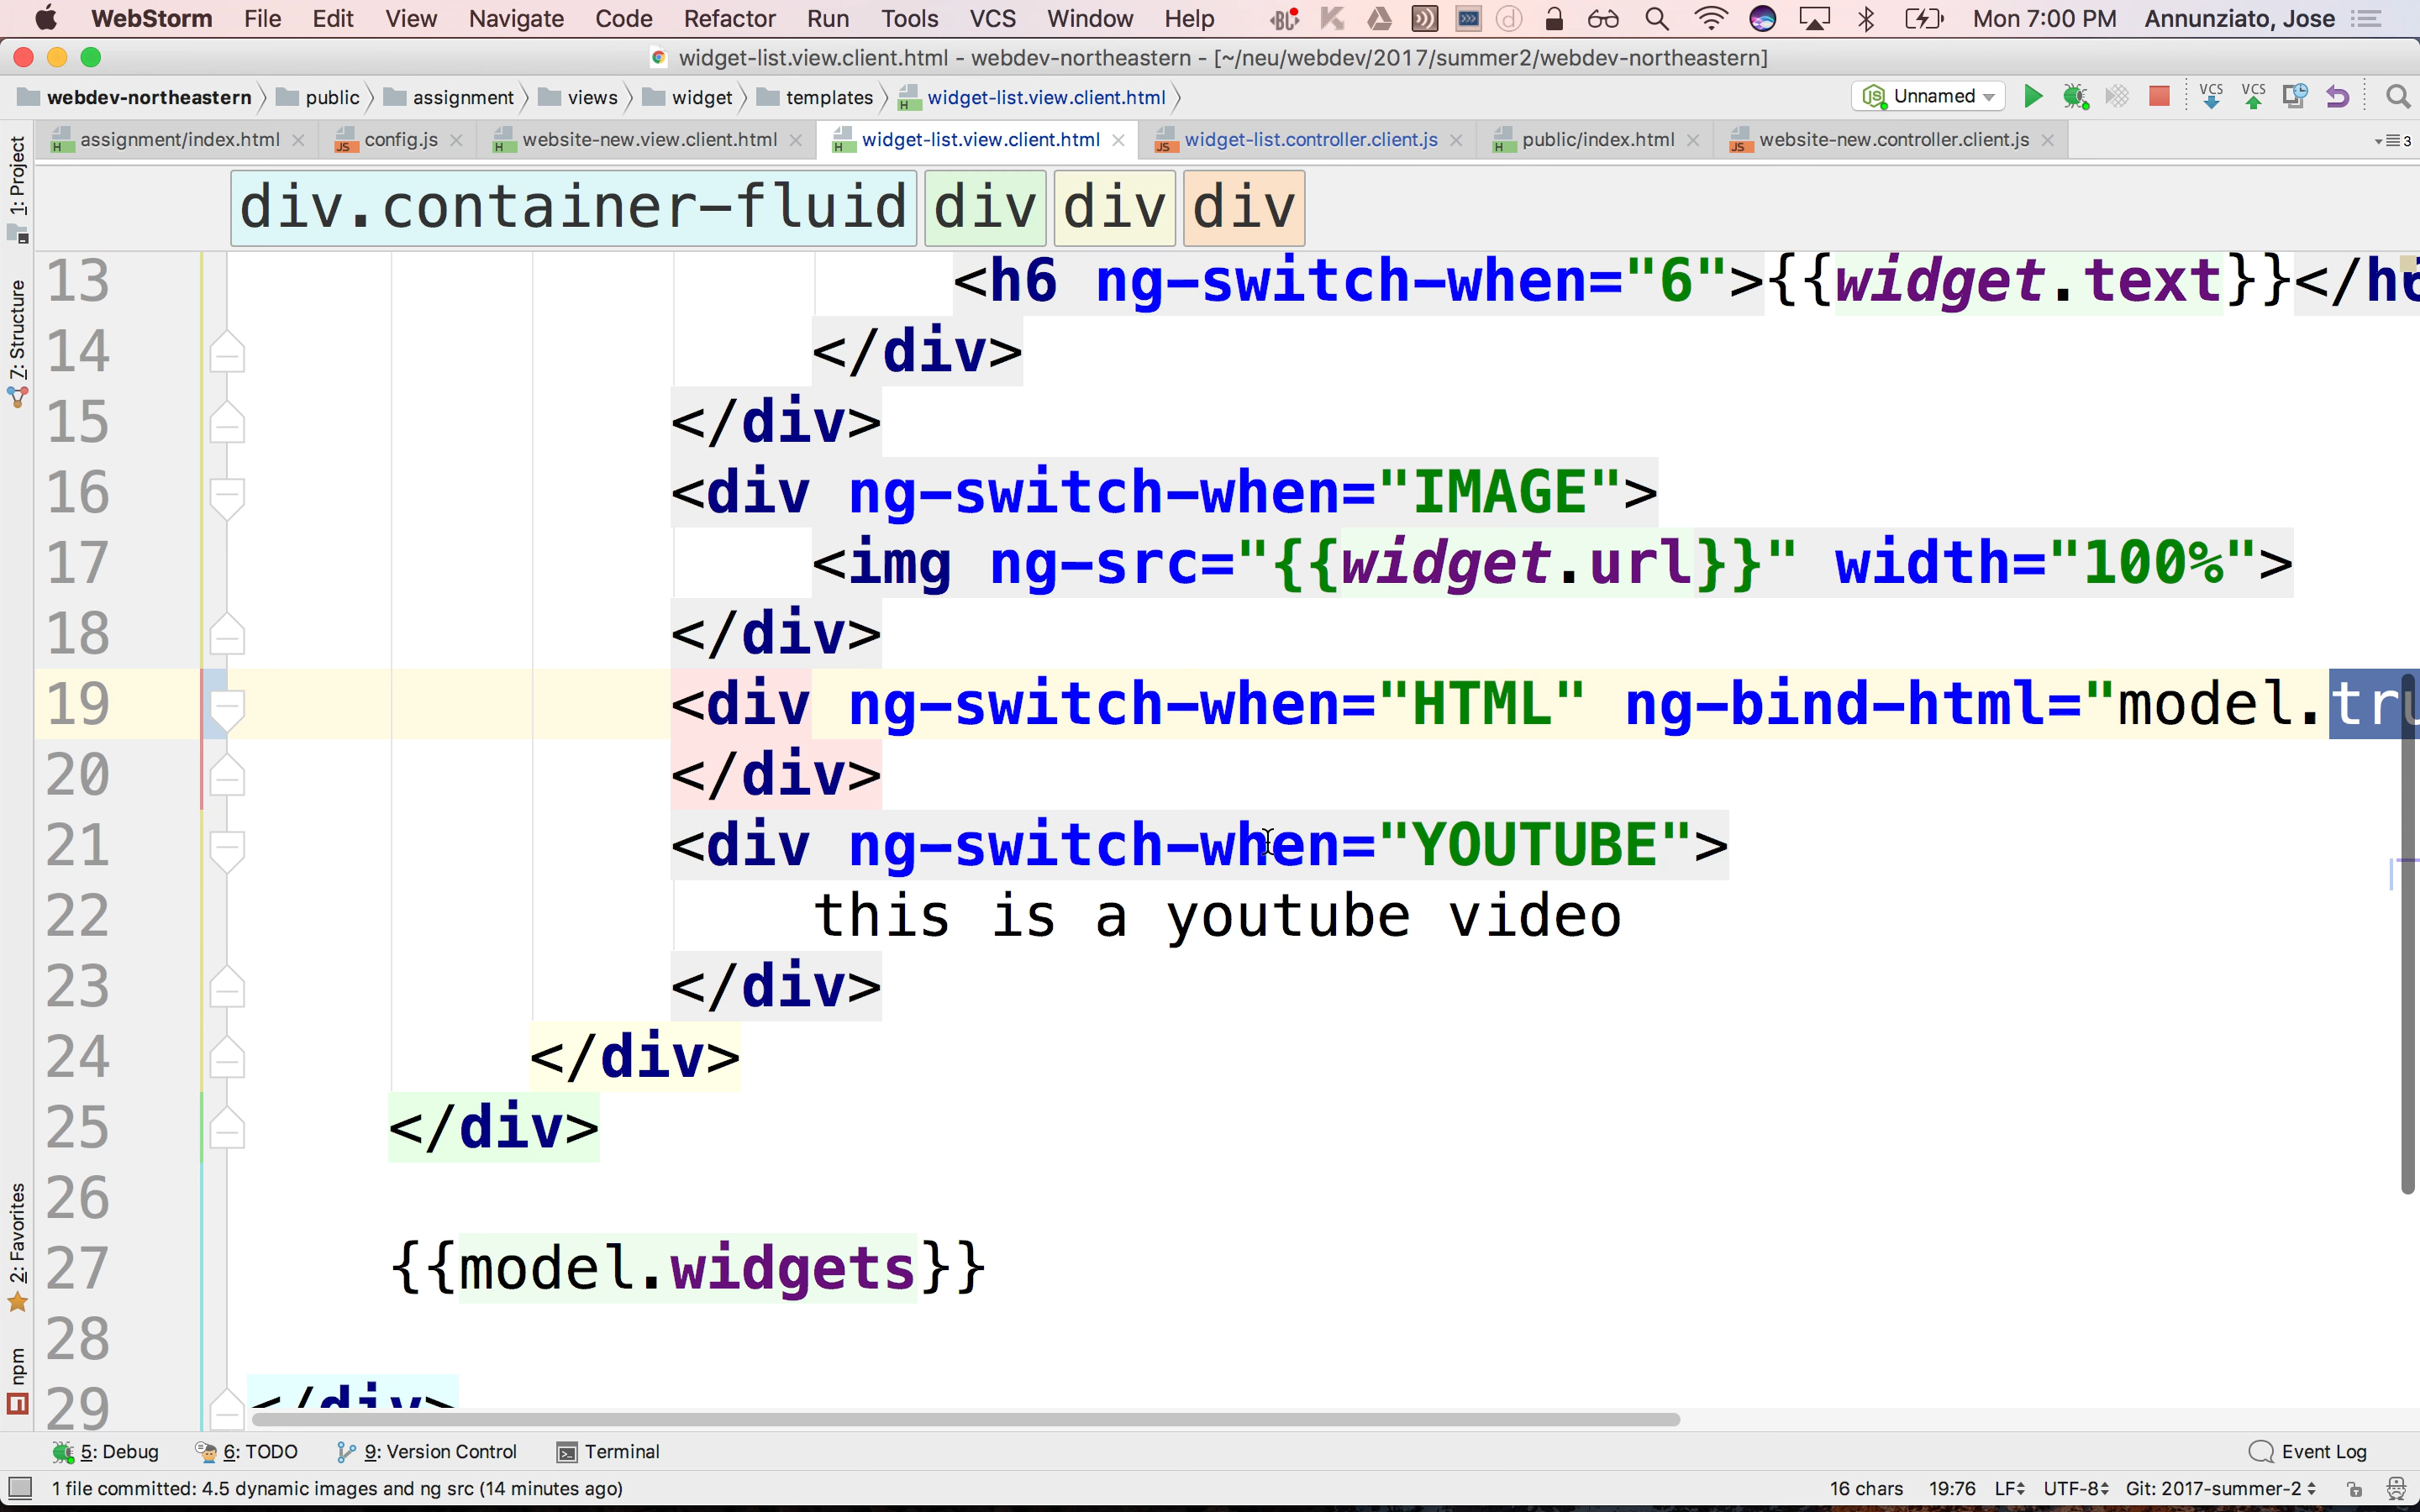 WebStorm File Edit View Navigate Code Refactor Run Tools VCS Window Help Mon 7:00 PM Annunziato, Jose
widget-list.view.client.html - webdev-northeastern - [~/neu/webdev/2017/summer2/webdev-northeastern]
webdev-northeastern public assignment views widget templates widget-list.view.client.html Unnamed VCS VCS
assignment/index.html config.js website-new.view.client.html widget-list.view.client.html widget-list.controller.client.js public/index.html website-new.controller.client.js 3
1: Project
7: Structure
2: Favorites
npm
div.container-fluid div div div
13 <h6 ng-switch-when="6">{{widget.text}}</h6
14 </div>
15 </div>
16 <div ng-switch-when="IMAGE">
17 <img ng-src="{{widget.url}}" width="100%">
18 </div>
19 <div ng-switch-when="HTML" ng-bind-html="model.tru
20 </div>
21 <div ng-switch-when="YOUTUBE">
22 this is a youtube video
23 </div>
24 </div>
25 </div>
26
27 {{model.widgets}}
28
29 </div>
5: Debug 6: TODO 9: Version Control Terminal Event Log
1 file committed: 4.5 dynamic images and ng src (14 minutes ago) 16 chars 19:76 LF UTF-8 Git: 2017-summer-2